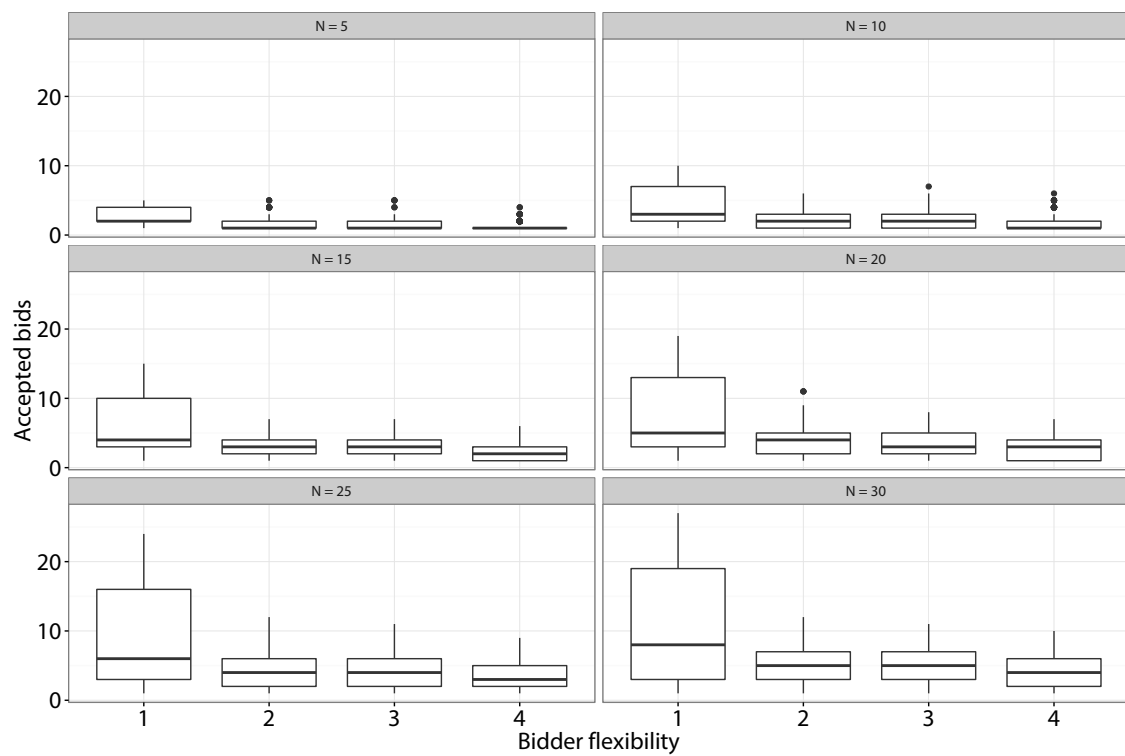 N = 5
N = 10
20
10
0
N = 15
N = 20
20
10
0
N = 25
N = 30
20
10
0
1 2 3 4 1 2 3 4
Accepted bids
Bidder flexibility